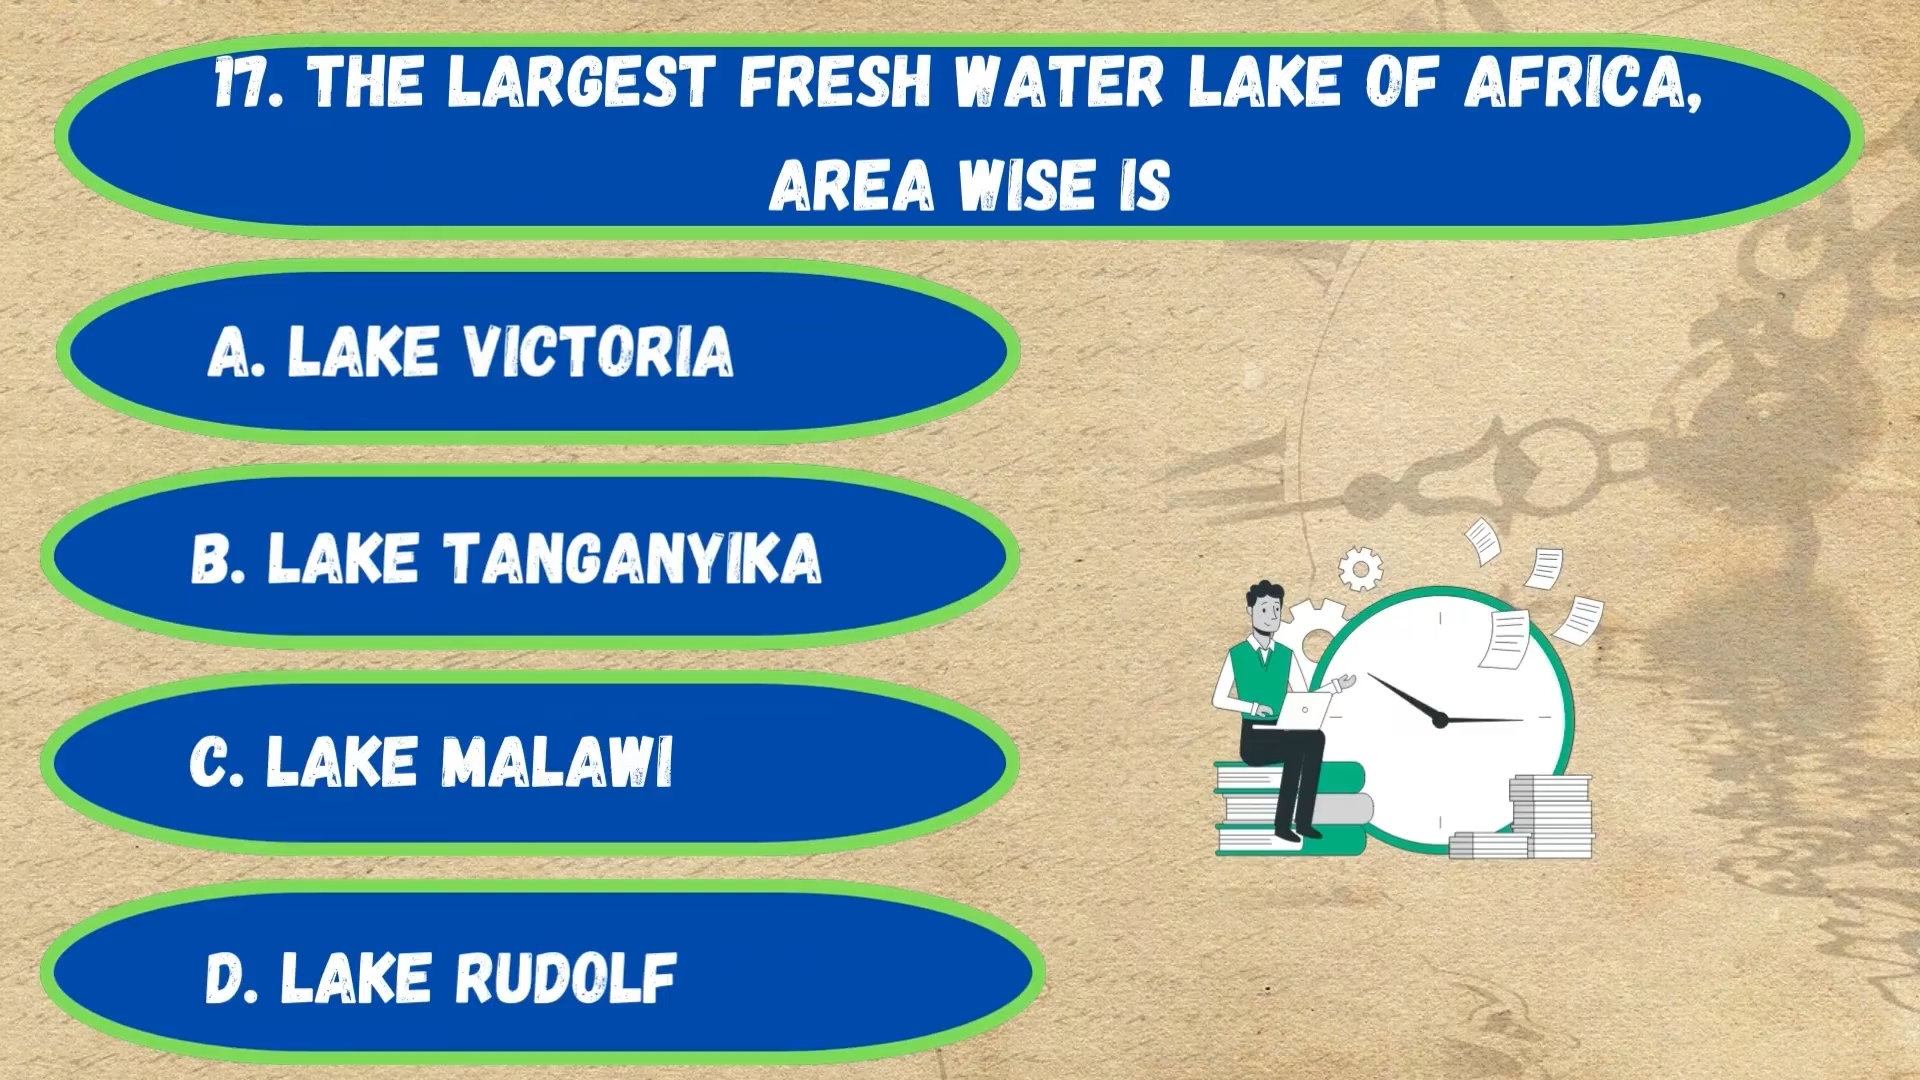 17. THE LARGEST FRESH WATER LAKE OF AFRICA,
AREA WISE IS
A. LAKE VICTORIA
B. LAKE TANGANYIKA
C. LAKE MALAWI
D. LAKE RUDOLF